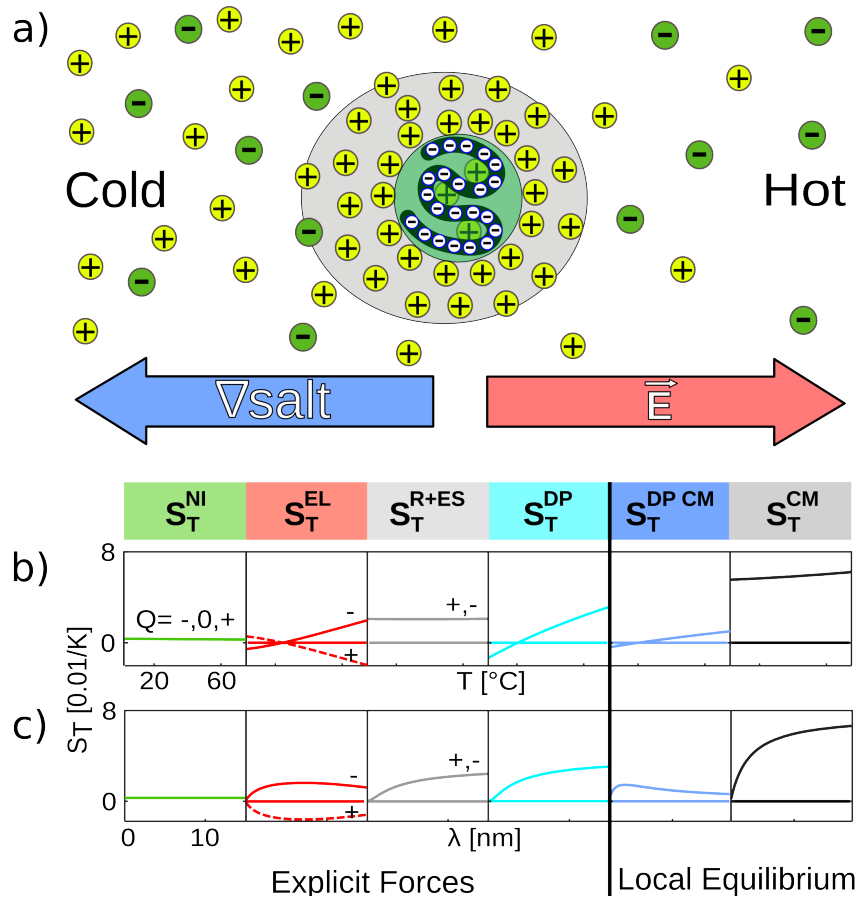 a)
Cold
Hot
∇salt
E
S_T^NI S_T^EL S_T^R+ES S_T^DP S_T^DP CM S_T^CM
b)
8
Q= -,0,+
-
+
+,-
0
20 60
T [°C]
S_T [0.01/K]
c)
8
-
+
+,-
0
0 10
λ [nm]
Explicit Forces
Local Equilibrium